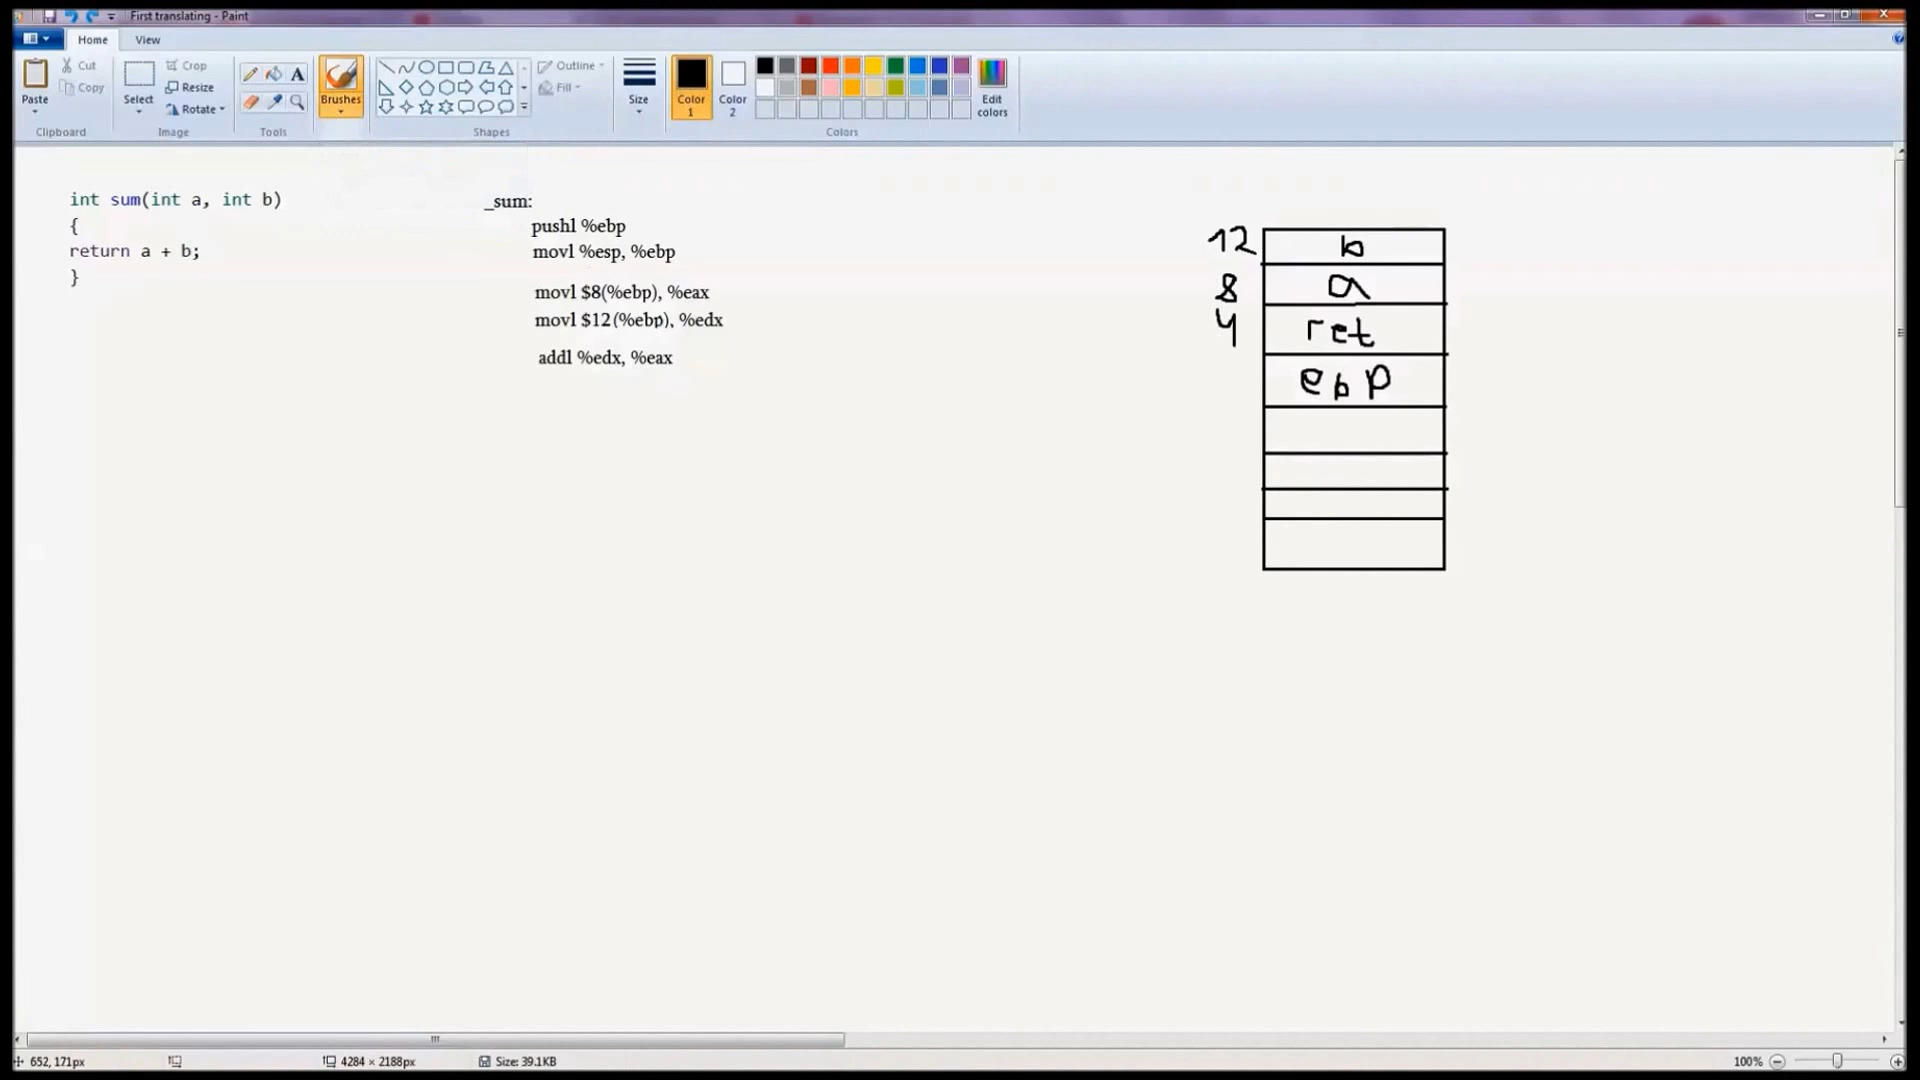 First translating - Paint
Home View
Paste
Cut
Copy
Clipboard
Select
Crop
Resize
Rotate
Image
A
Tools
Brushes
Outline
Fill
Shapes
Size
Color 1
Color 2
Edit colors
Colors
int sum(int a, int b)
{
return a + b;
}
_sum:
pushl %ebp
movl %esp, %ebp
movl $8(%ebp), %eax
movl $12(%ebp), %edx
addl %edx, %eax
12 b
8 a
4 ret
ebp
652, 171px
4284 × 2188px
Size: 39.1KB
100%